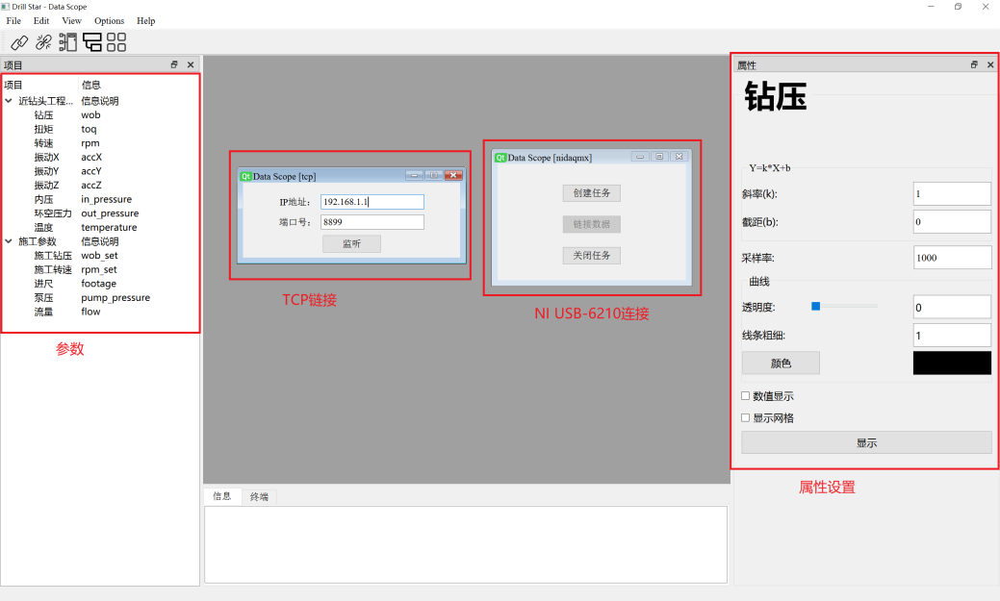 Drill Star - Data Scope
File Edit View Options Help
项目
项目 信息
近钻头工程... 信息说明
钻压 wob
扭矩 toq
转速 rpm
振动X accX
振动Y accY
振动Z accZ
内压 in_pressure
环空压力 out_pressure
温度 temperature
施工参数 信息说明
施工钻压 wob_set
施工转速 rpm_set
进尺 footage
泵压 pump_pressure
流量 flow
参数
Qt Data Scope [tcp]
IP地址： 192.168.1.1
端口号： 8899
监听
TCP链接
Qt Data Scope [nidaqmx]
创建任务
链接数据
关闭任务
NI USB-6210连接
信息 终端
属性
钻压
Y=k*X+b
斜率(k): 1
截距(b): 0
采样率: 1000
曲线
透明度: 0
线条粗细: 1
颜色
数值显示
显示网格
显示
属性设置